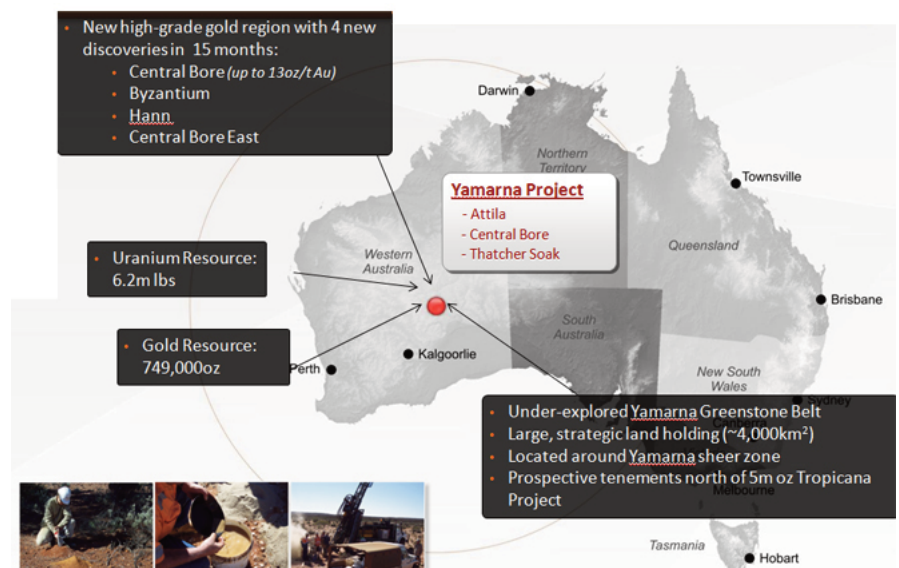 • New high-grade gold region with 4 new
discoveries in 15 months:
• Central Bore (up to 13oz/t Au)
• Byzantium
• Hann
• Central Bore East
Darwin
Northern
Territory
Townsville
Yamarna Project
- Attila
- Central Bore
- Thatcher Soak
Queensland
Western
Australia
• Uranium Resource:
6.2m lbs
Brisbane
South
Australia
• Gold Resource:
749,000oz
Kalgoorlie
Perth
New South
Wales
Sydney
Canberra
• Under-explored Yamarna Greenstone Belt
• Large, strategic land holding (~4,000km²)
• Located around Yamarna sheer zone
• Prospective tenements north of 5m oz Tropicana
Project
Melbourne
Tasmania
Hobart